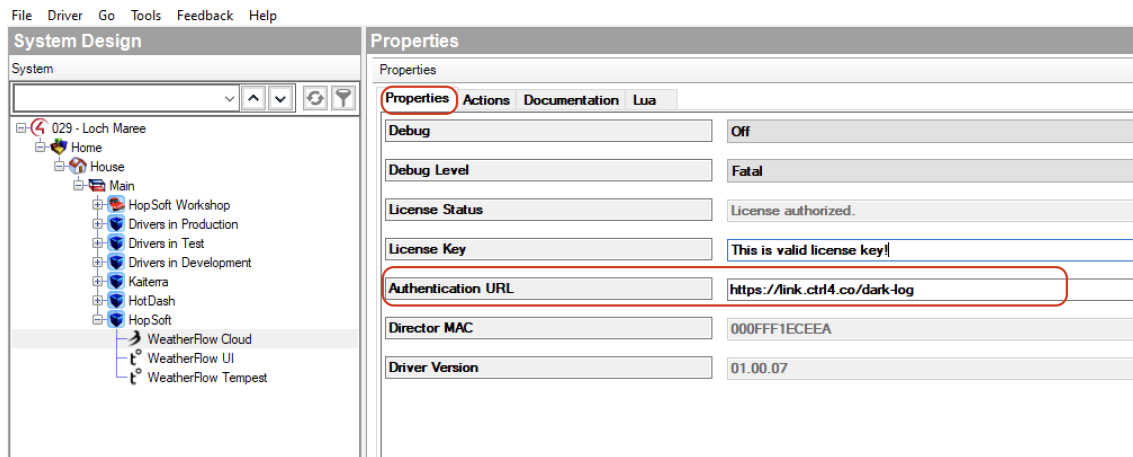 File Driver Go Tools Feedback Help
System Design
System
029 - Loch Maree
Home
House
Main
HopSoft Workshop
Drivers in Production
Drivers in Test
Drivers in Development
Kaiterra
HotDash
HopSoft
WeatherFlow Cloud
WeatherFlow UI
WeatherFlow Tempest
Properties
Properties
Properties Actions Documentation Lua
Debug Off
Debug Level Fatal
License Status License authorized.
License Key This is valid license key!
Authentication URL https://link.ctrl4.co/dark-log
Director MAC 000FFF1ECEEA
Driver Version 01.00.07